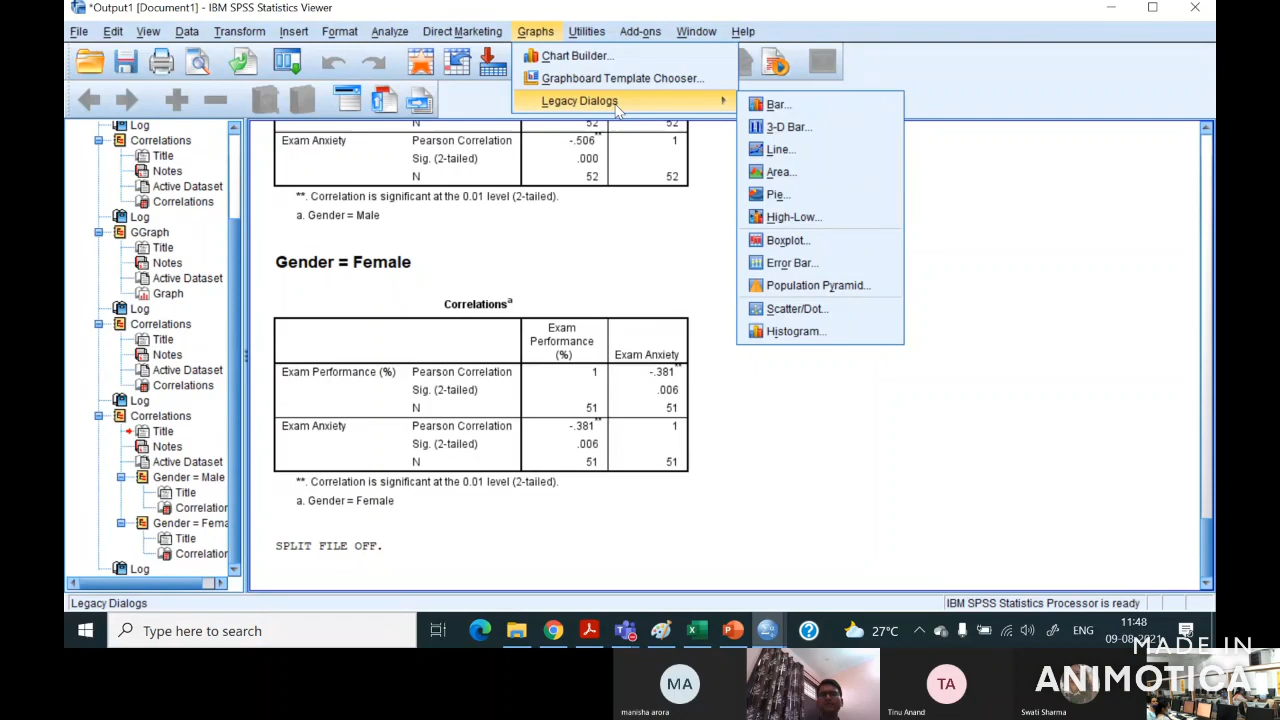 *Output1 [Document1] - IBM SPSS Statistics Viewer
File Edit View Data Transform Insert Format Analyze Direct Marketing Graphs Utilities Add-ons Window Help
Chart Builder...
Graphboard Template Chooser...
Legacy Dialogs
Bar...
3-D Bar...
Line...
Area...
Pie...
High-Low...
Boxplot...
Error Bar...
Population Pyramid...
Scatter/Dot...
Histogram...
Log
Correlations
Title
Notes
Active Dataset
Correlations
Log
GGraph
Title
Notes
Active Dataset
Graph
Log
Correlations
Title
Notes
Active Dataset
Correlations
Log
Correlations
Title
Notes
Active Dataset
Gender = Male
Title
Correlation
Gender = Fema
Title
Correlation
Log
N 52 52
Exam Anxiety Pearson Correlation -.506** 1
Sig. (2-tailed) .000
N 52 52
**. Correlation is significant at the 0.01 level (2-tailed).
a. Gender = Male
Gender = Female
Correlationsa
Exam Performance (%) Exam Anxiety
Exam Performance (%) Pearson Correlation 1 -.381**
Sig. (2-tailed) .006
N 51 51
Exam Anxiety Pearson Correlation -.381** 1
Sig. (2-tailed) .006
N 51 51
**. Correlation is significant at the 0.01 level (2-tailed).
a. Gender = Female
SPLIT FILE OFF.
Legacy Dialogs
IBM SPSS Statistics Processor is ready
Type here to search
27°C
ENG
11:48
09-08-2021
MADE IN
ANIMOTICA
MA
manisha arora
TA
Tinu Anand
Swati Sharma